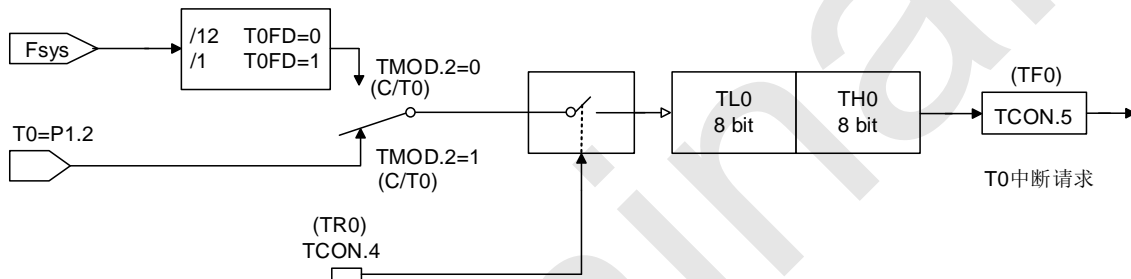 /12 T0FD=0
/1 T0FD=1
Fsys
TMOD.2=0
(C/T0)
T0=P1.2
TMOD.2=1
(C/T0)
TL0
8 bit
TH0
8 bit
(TF0)
TCON.5
T0中断请求
(TR0)
TCON.4